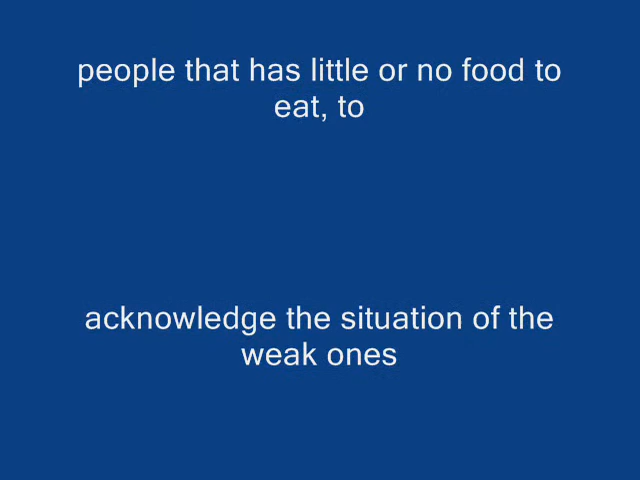 people that has little or no food to
eat, to
acknowledge the situation of the
weak ones